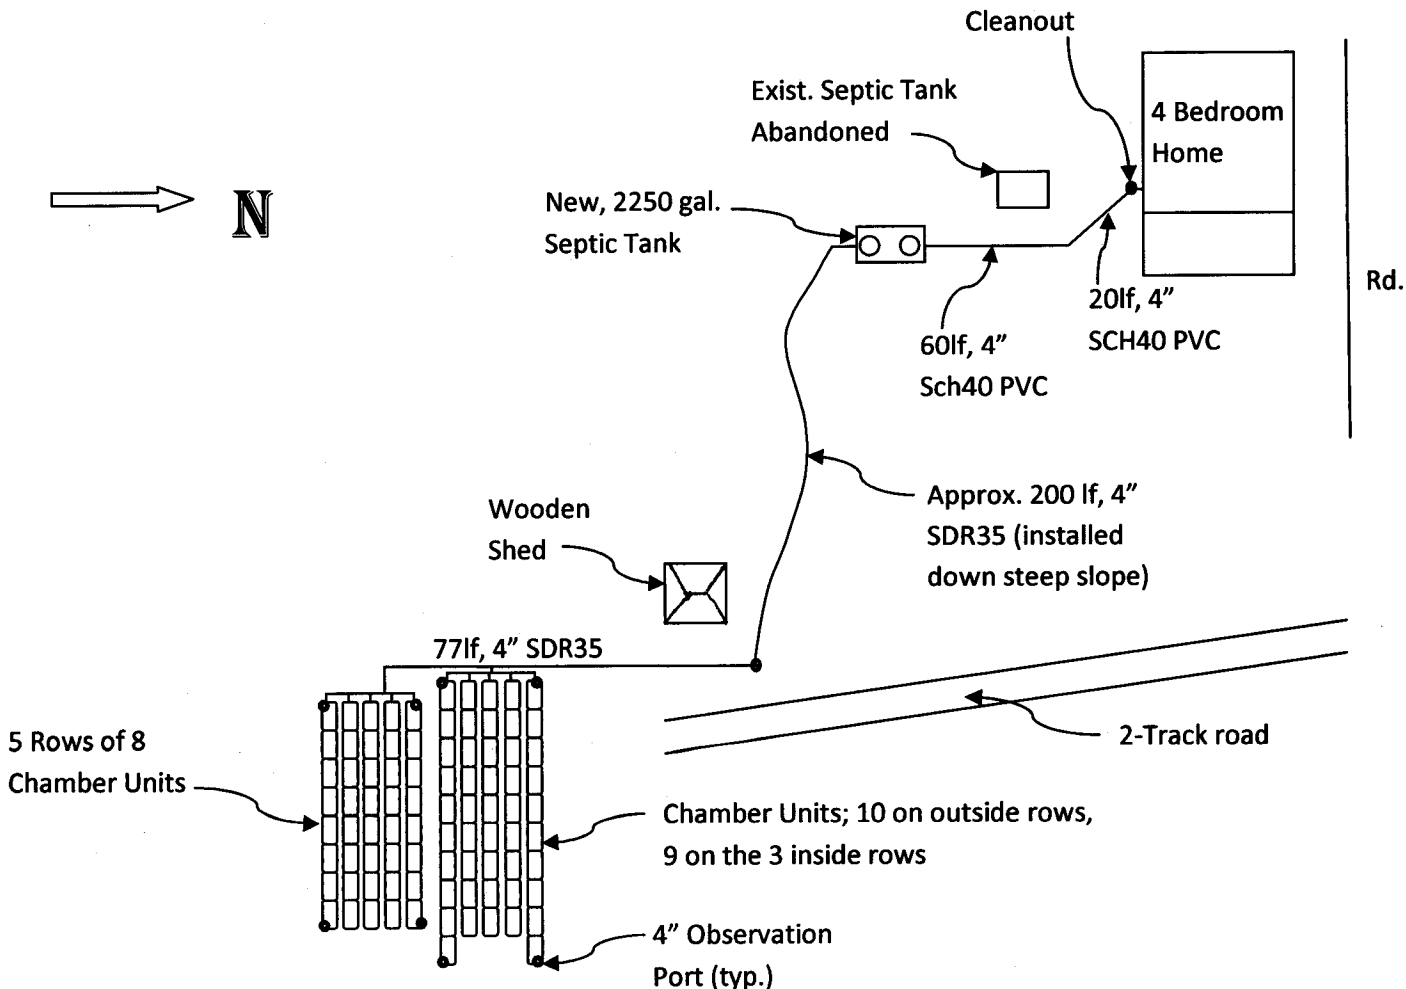 Cleanout
Exist. Septic Tank
Abandoned
4 Bedroom
Home
N
New, 2250 gal.
Septic Tank
Rd.
20lf, 4”
SCH40 PVC
60lf, 4”
Sch40 PVC
Approx. 200 lf, 4”
SDR35 (installed
down steep slope)
Wooden
Shed
77lf, 4” SDR35
2-Track road
5 Rows of 8
Chamber Units
Chamber Units; 10 on outside rows,
9 on the 3 inside rows
4” Observation
Port (typ.)